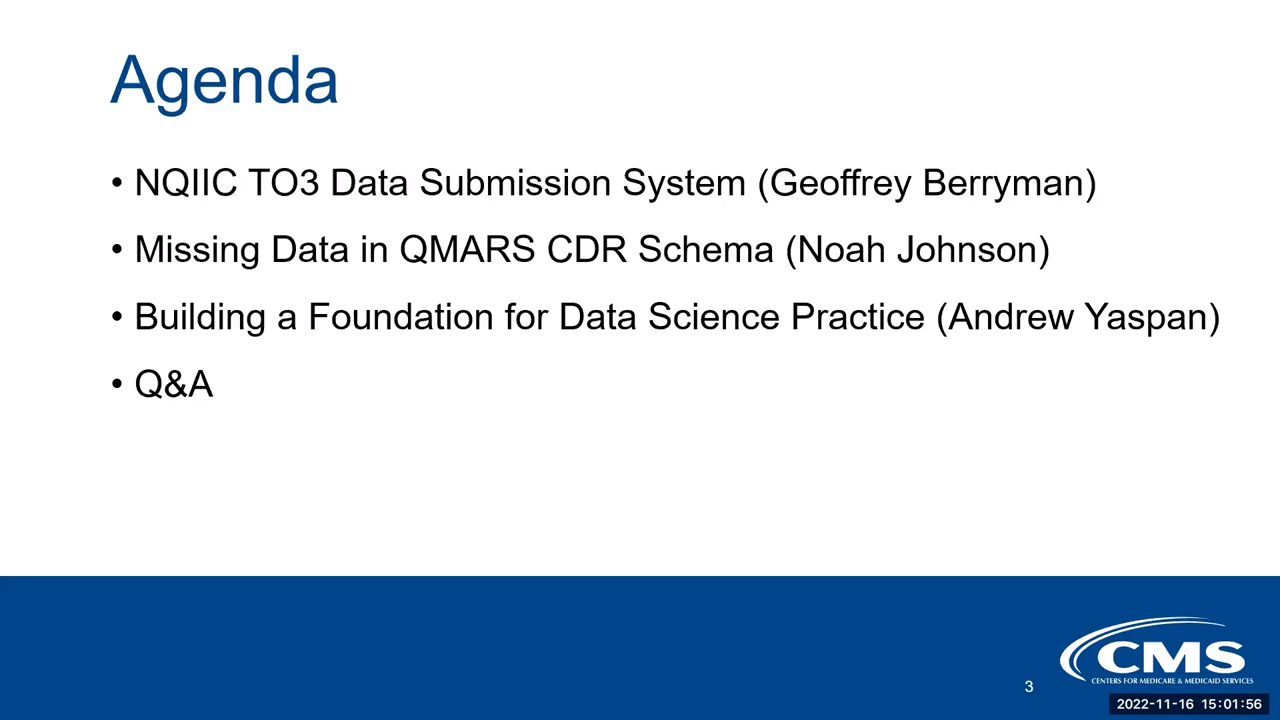 Agenda
• NQIIC TO3 Data Submission System (Geoffrey Berryman)
• Missing Data in QMARS CDR Schema (Noah Johnson)
• Building a Foundation for Data Science Practice (Andrew Yaspan)
• Q&A
CMS
CENTERS FOR MEDICARE & MEDICAID SERVICES
3
2022-11-16 15:01:56